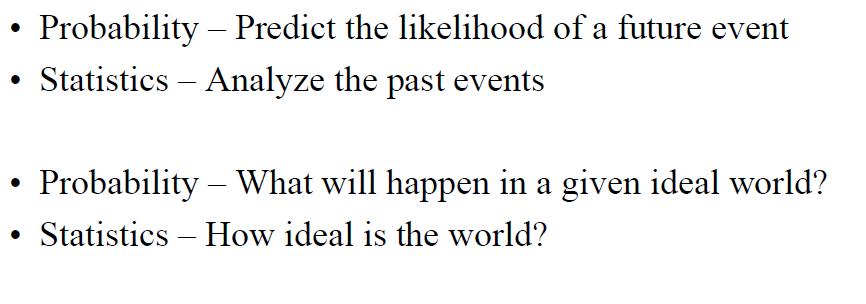 • Probability – Predict the likelihood of a future event
• Statistics – Analyze the past events
• Probability – What will happen in a given ideal world?
• Statistics – How ideal is the world?